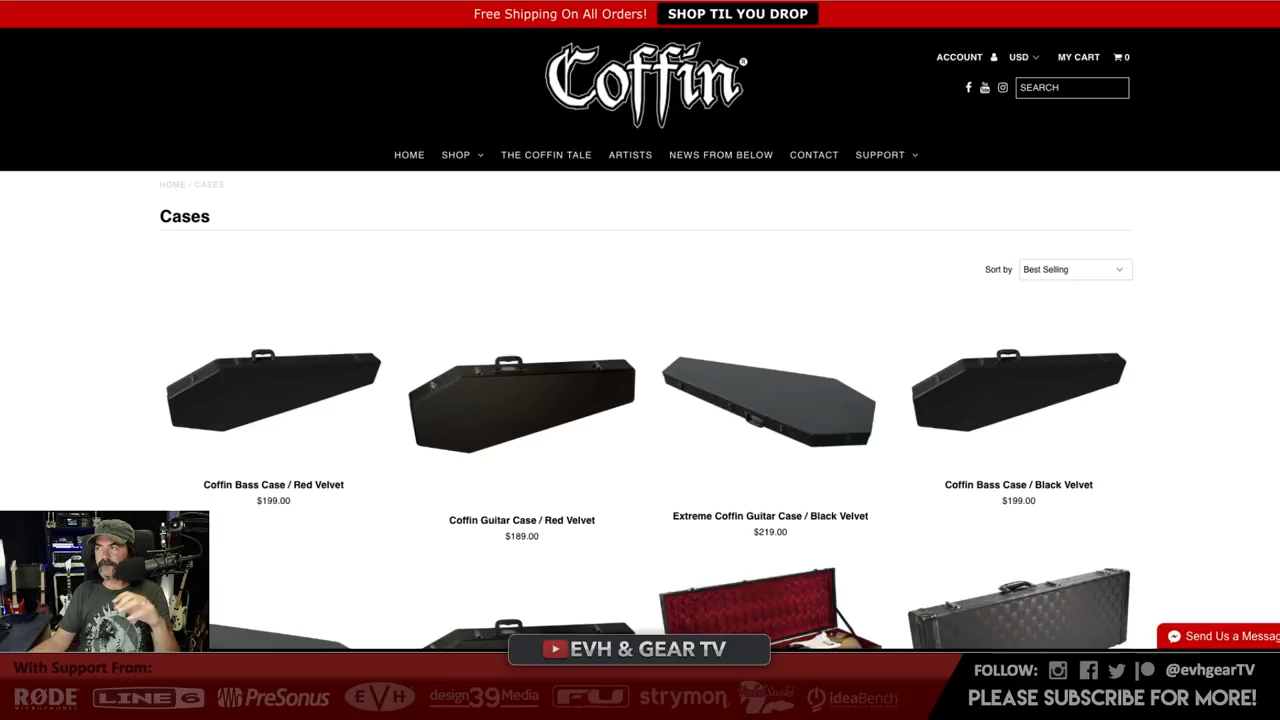 Free Shipping On All Orders! SHOP TIL YOU DROP
Coffin®
ACCOUNT USD MY CART 0
SEARCH
HOME SHOP THE COFFIN TALE ARTISTS NEWS FROM BELOW CONTACT SUPPORT
HOME / CASES
Cases
Sort by Best Selling
Coffin Bass Case / Red Velvet
$199.00
Coffin Guitar Case / Red Velvet
$189.00
Extreme Coffin Guitar Case / Black Velvet
$219.00
Coffin Bass Case / Black Velvet
$199.00
Send Us a Messag
EVH & GEAR TV
With Support From:
RØDE
MICROPHONES
LINE 6
PreSonus
EVH
design39Media
FU
strymon
PedalSnake
ideaBench
FOLLOW: @evhgearTV
PLEASE SUBSCRIBE FOR MORE!